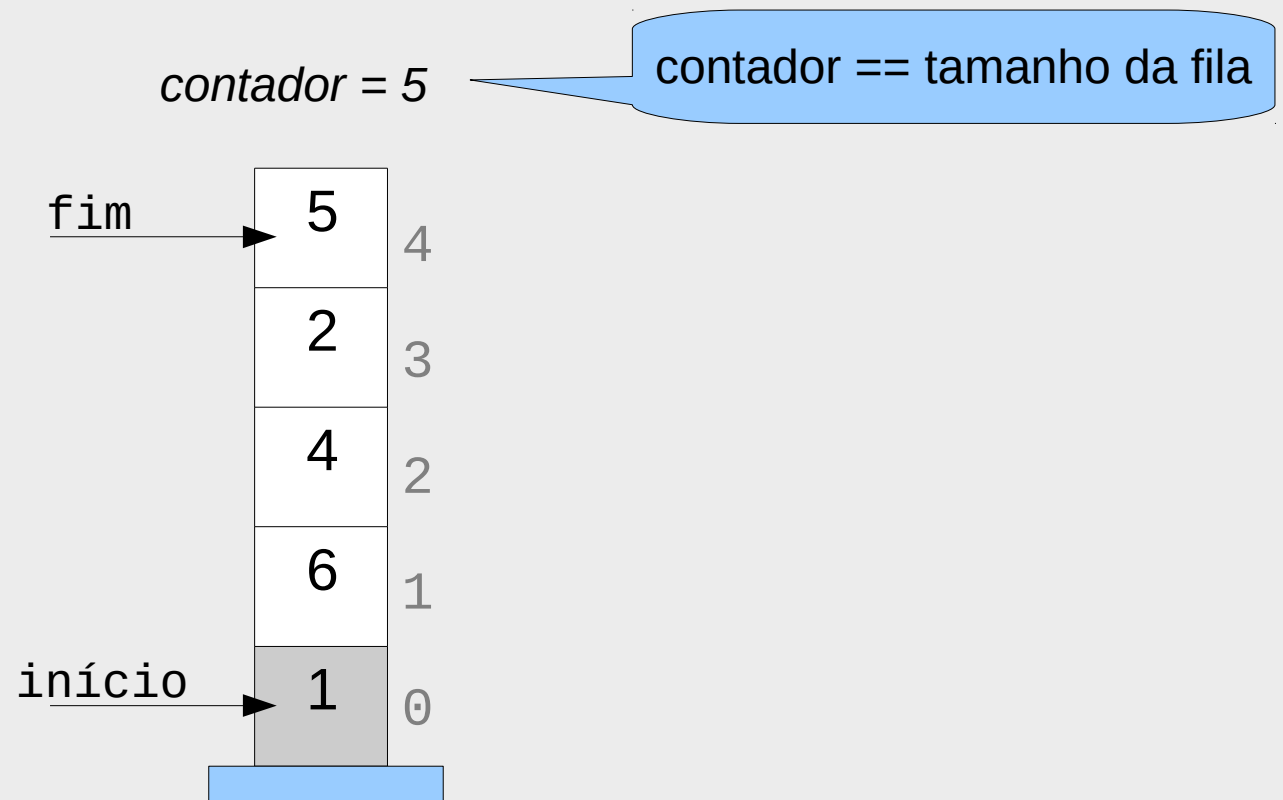 contador == tamanho da fila
contador = 5
fim
5
4
2
3
4
2
6
1
início
1
0